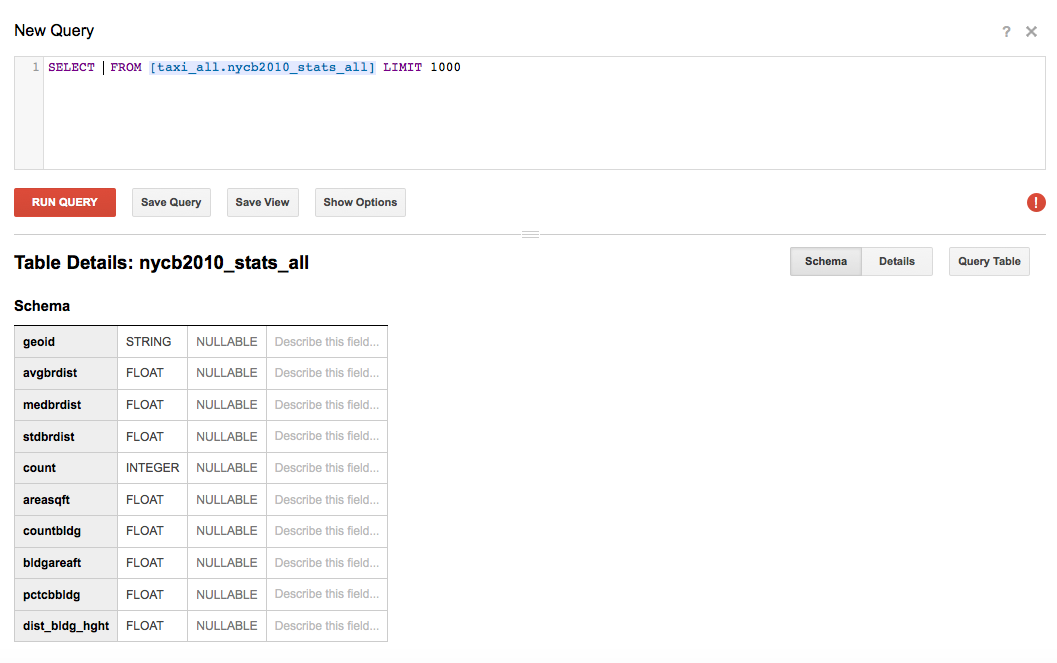 New Query
? ✕
1 SELECT FROM [taxi_all.nycb2010_stats_all] LIMIT 1000
RUN QUERY Save Query Save View Show Options !
Table Details: nycb2010_stats_all Schema Details Query Table
Schema
geoid STRING NULLABLE Describe this field...
avgbrdist FLOAT NULLABLE Describe this field...
medbrdist FLOAT NULLABLE Describe this field...
stdbrdist FLOAT NULLABLE Describe this field...
count INTEGER NULLABLE Describe this field...
areasqft FLOAT NULLABLE Describe this field...
countbldg FLOAT NULLABLE Describe this field...
bldgareaft FLOAT NULLABLE Describe this field...
pctcbbldg FLOAT NULLABLE Describe this field...
dist_bldg_hght FLOAT NULLABLE Describe this field...